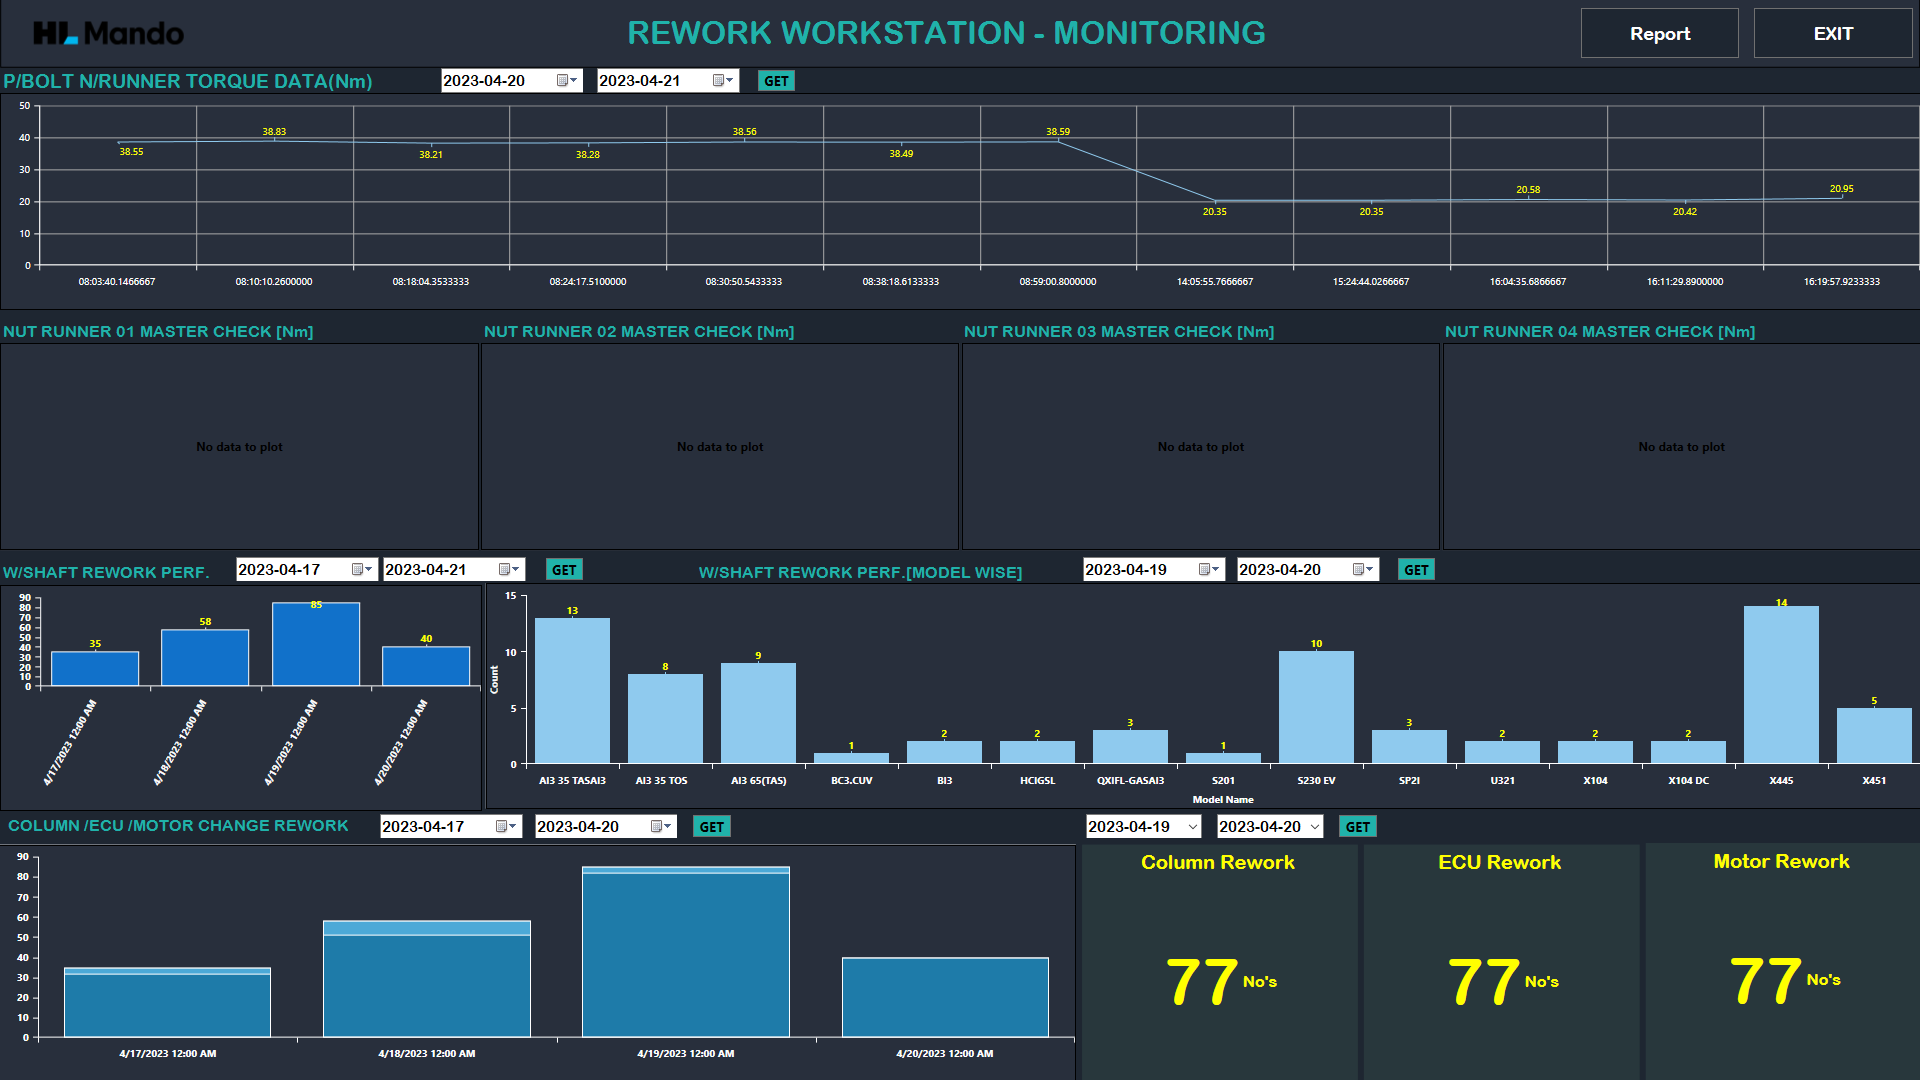 HL Mando
REWORK WORKSTATION - MONITORING
Report
EXIT
P/BOLT N/RUNNER TORQUE DATA(Nm)
2023-04-20
2023-04-21
GET
50
40
30
20
10
0
38.55
38.83
38.21
38.28
38.56
38.49
38.59
20.35
20.35
20.58
20.42
20.95
08:03:40.1466667
08:10:10.2600000
08:18:04.3533333
08:24:17.5100000
08:30:50.5433333
08:38:18.6133333
08:59:00.8000000
14:05:55.7666667
15:24:44.0266667
16:04:35.6866667
16:11:29.8900000
16:19:57.9233333
NUT RUNNER 01 MASTER CHECK [Nm]
NUT RUNNER 02 MASTER CHECK [Nm]
NUT RUNNER 03 MASTER CHECK [Nm]
NUT RUNNER 04 MASTER CHECK [Nm]
No data to plot
No data to plot
No data to plot
No data to plot
W/SHAFT REWORK PERF.
2023-04-17
2023-04-21
GET
90
80
70
60
50
40
30
20
10
0
35
58
85
40
4/17/2023 12:00 AM
4/18/2023 12:00 AM
4/19/2023 12:00 AM
4/20/2023 12:00 AM
W/SHAFT REWORK PERF.[MODEL WISE]
2023-04-19
2023-04-20
GET
Count
15
10
5
0
13
8
9
1
2
2
3
1
10
3
2
2
2
14
5
AI3 35 TASAI3
AI3 35 TOS
AI3 65(TAS)
BC3.CUV
BI3
HCIGSL
QXIFL-GASAI3
S201
S230 EV
SP2I
U321
X104
X104 DC
X445
X451
Model Name
COLUMN /ECU /MOTOR CHANGE REWORK
2023-04-17
2023-04-20
GET
90
80
70
60
50
40
30
20
10
0
4/17/2023 12:00 AM
4/18/2023 12:00 AM
4/19/2023 12:00 AM
4/20/2023 12:00 AM
2023-04-19
2023-04-20
GET
Column Rework
77 No's
ECU Rework
77 No's
Motor Rework
77 No's